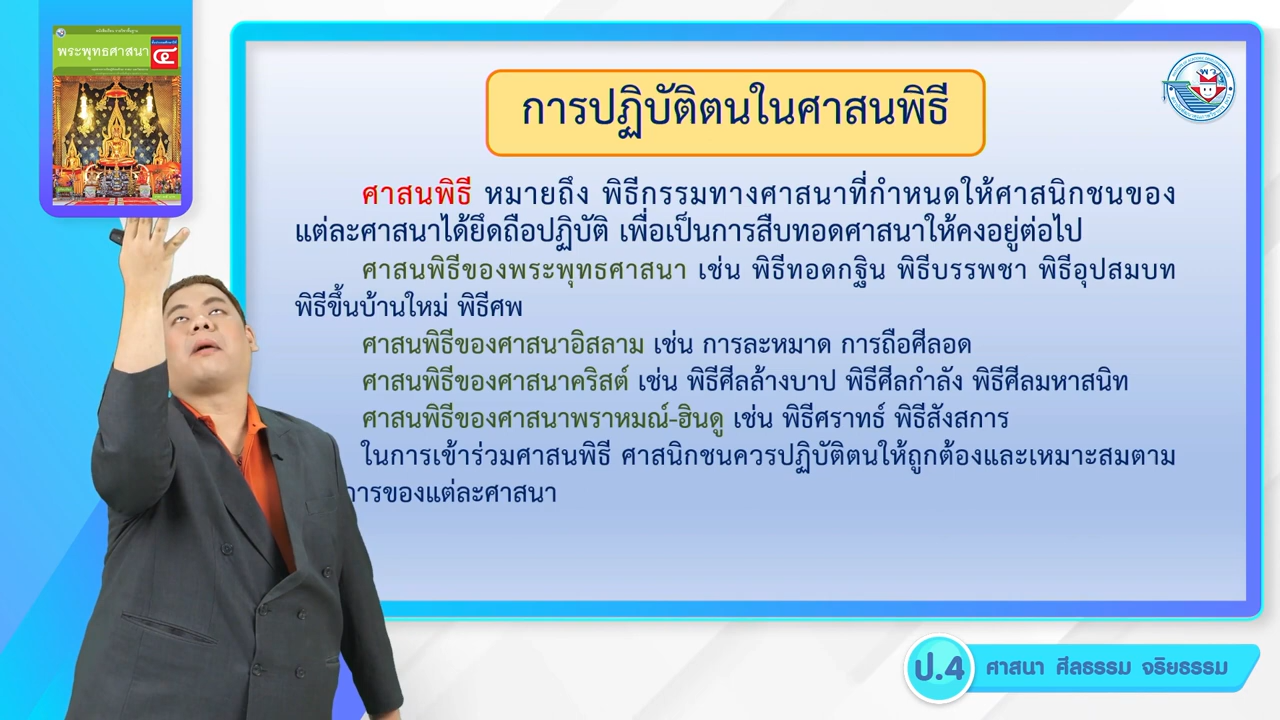 พระพุทธศาสนา ๔
การปฏิบัติตนในศาสนพิธี
ศาสนพิธี หมายถึง พิธีกรรมทางศาสนาที่กำหนดให้ศาสนิกชนของ
แต่ละศาสนาได้ยึดถือปฏิบัติ เพื่อเป็นการสืบทอดศาสนาให้คงอยู่ต่อไป
ศาสนพิธีของพระพุทธศาสนา เช่น พิธีทอดกฐิน พิธีบรรพชา พิธีอุปสมบท
พิธีขึ้นบ้านใหม่ พิธีศพ
ศาสนพิธีของศาสนาอิสลาม เช่น การละหมาด การถือศีลอด
ศาสนพิธีของศาสนาคริสต์ เช่น พิธีศีลล้างบาป พิธีศีลกำลัง พิธีศีลมหาสนิท
ศาสนพิธีของศาสนาพราหมณ์-ฮินดู เช่น พิธีศราทธ์ พิธีสังสการ
ในการเข้าร่วมศาสนพิธี ศาสนิกชนควรปฏิบัติตนให้ถูกต้องและเหมาะสมตาม
การของแต่ละศาสนา
พว
ป.4 ศาสนา ศีลธรรม จริยธรรม